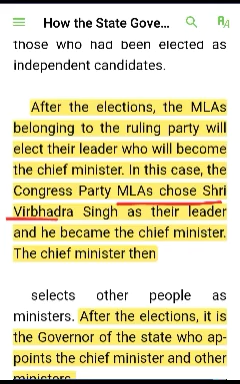 How the State Gove...
those who had been elected as
independent candidates.
After the elections, the MLAs
belonging to the ruling party will
elect their leader who will become
the chief minister. In this case, the
Congress Party MLAs chose Shri
Virbhadra Singh as their leader
and he became the chief minister.
The chief minister then
selects other people as
ministers. After the elections, it is
the Governor of the state who ap-
points the chief minister and other
ministers